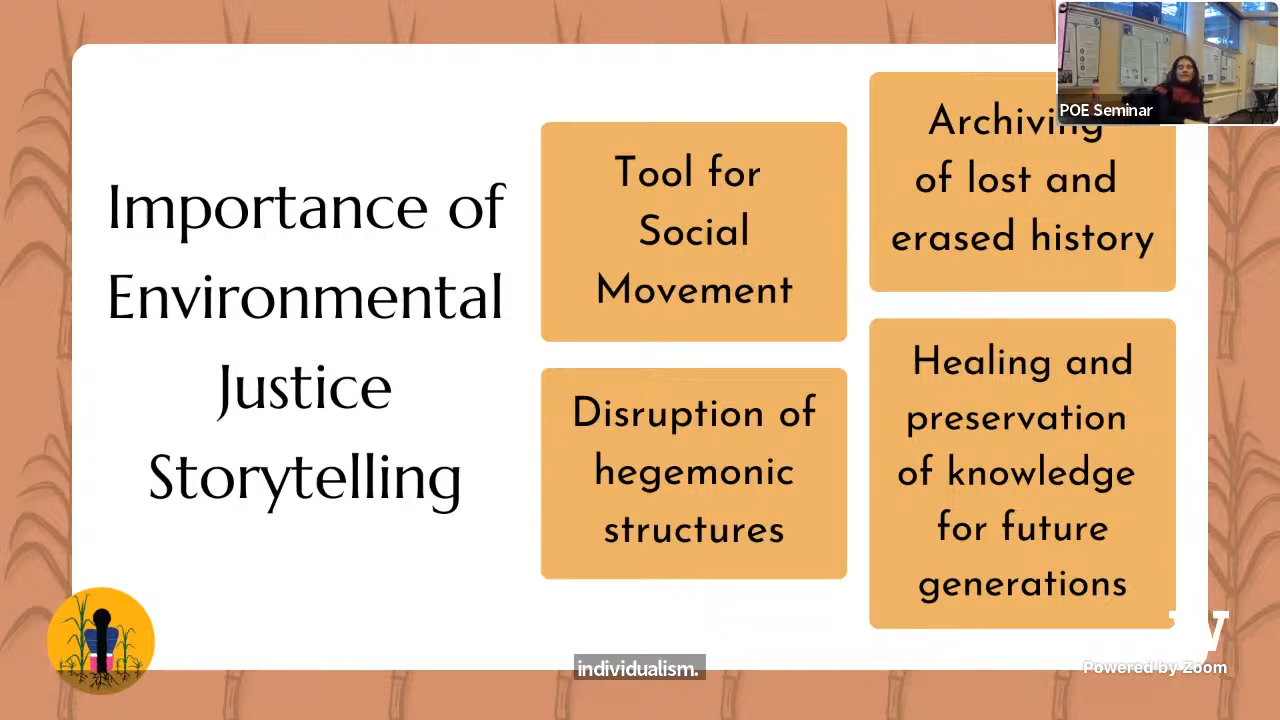 Importance of
Environmental
Justice
Storytelling
Tool for
Social
Movement
Disruption of
hegemonic
structures
Archiving
of lost and
erased history
Healing and
preservation
of knowledge
for future
generations
POE Seminar
individualism.
W
Powered by Zoom